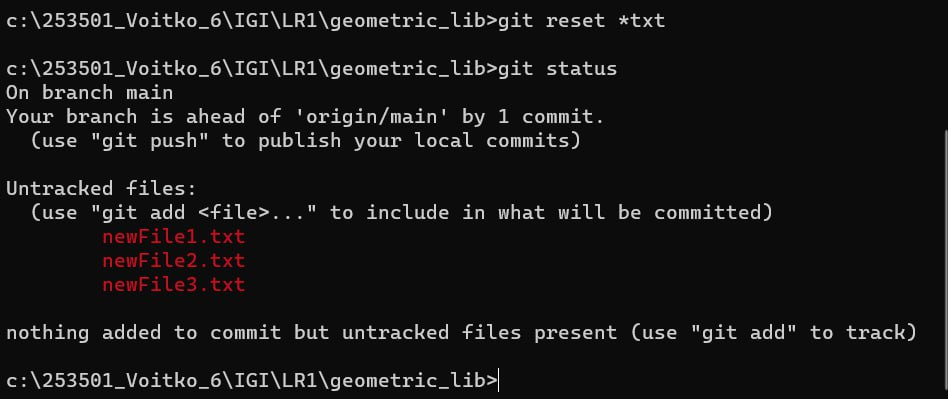 c:\253501_Voitko_6\IGI\LR1\geometric_lib>git reset *txt
c:\253501_Voitko_6\IGI\LR1\geometric_lib>git status
On branch main
Your branch is ahead of 'origin/main' by 1 commit.
  (use "git push" to publish your local commits)
Untracked files:
  (use "git add <file>..." to include in what will be committed)
        newFile1.txt
        newFile2.txt
        newFile3.txt
nothing added to commit but untracked files present (use "git add" to track)
c:\253501_Voitko_6\IGI\LR1\geometric_lib>